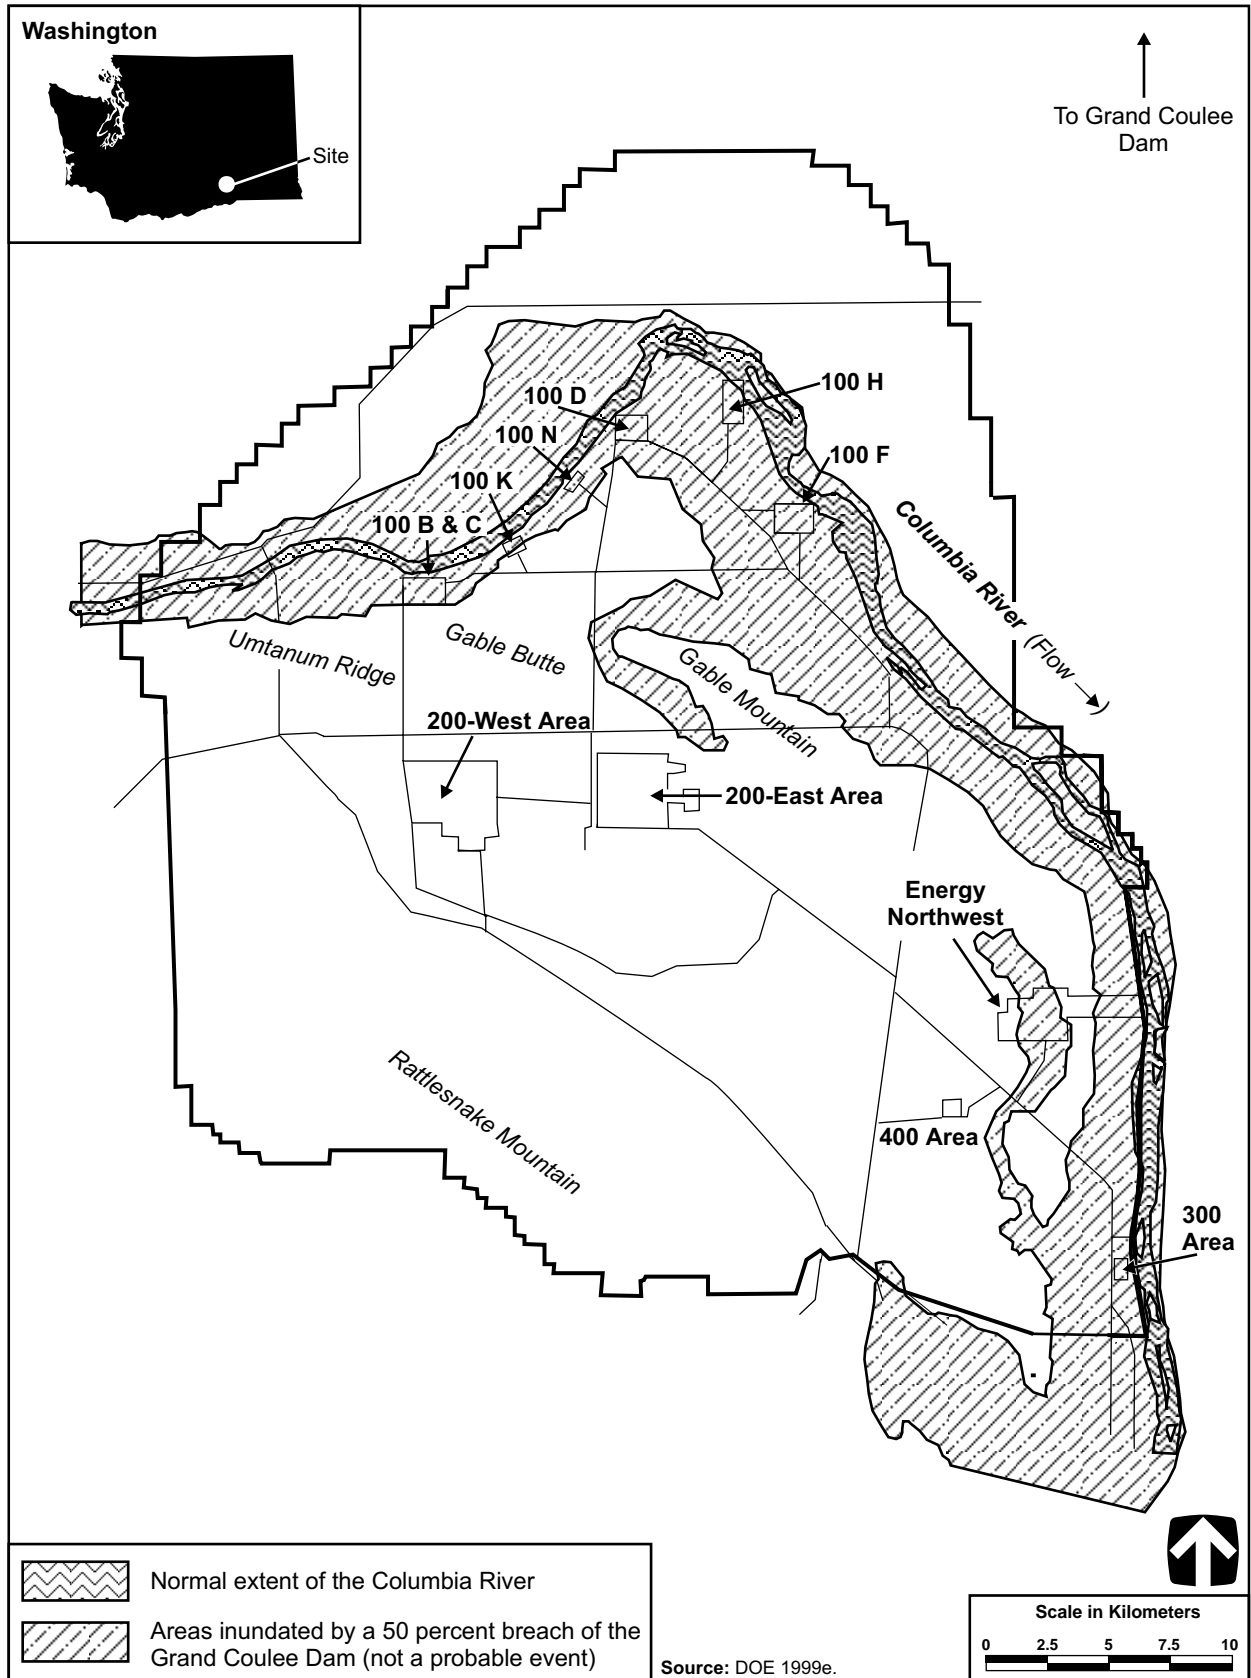 Washington
Site
To Grand Coulee
Dam
100 H
100 D
100 N
100 F
100 K
100 B & C
Columbia River (Flow )
Umtanum Ridge
Gable Butte
Gable Mountain
200-West Area
200-East Area
Energy
Northwest
Rattlesnake Mountain
400 Area
300
Area
Normal extent of the Columbia River
Areas inundated by a 50 percent breach of the
Grand Coulee Dam (not a probable event)
Source: DOE 1999e.
Scale in Kilometers
0 2.5 5 7.5 10